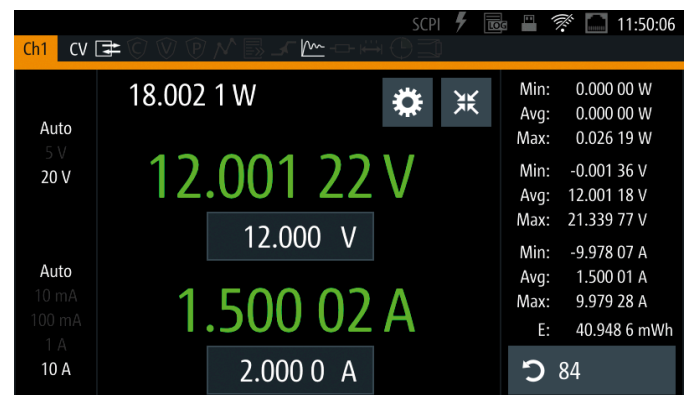 SCPI LOG 11:50:06
Ch1 CV C V P
18.002 1 W
Auto
5 V
20 V
12.001 22 V
12.000 V
Auto
10 mA
100 mA
1 A
10 A
1.500 02 A
2.000 0 A
Min: 0.000 00 W
Avg: 0.000 00 W
Max: 0.026 19 W
Min: -0.001 36 V
Avg: 12.001 18 V
Max: 21.339 77 V
Min: -9.978 07 A
Avg: 1.500 01 A
Max: 9.979 28 A
E: 40.948 6 mWh
84